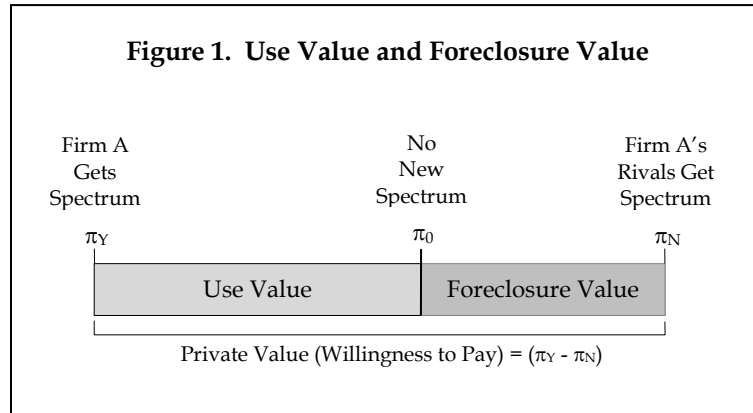 Figure 1. Use Value and Foreclosure Value
Firm A
Gets
Spectrum
πY
No
New
Spectrum
π0
Firm A's
Rivals Get
Spectrum
πN
Use Value
Foreclosure Value
Private Value (Willingness to Pay) = (πY - πN)